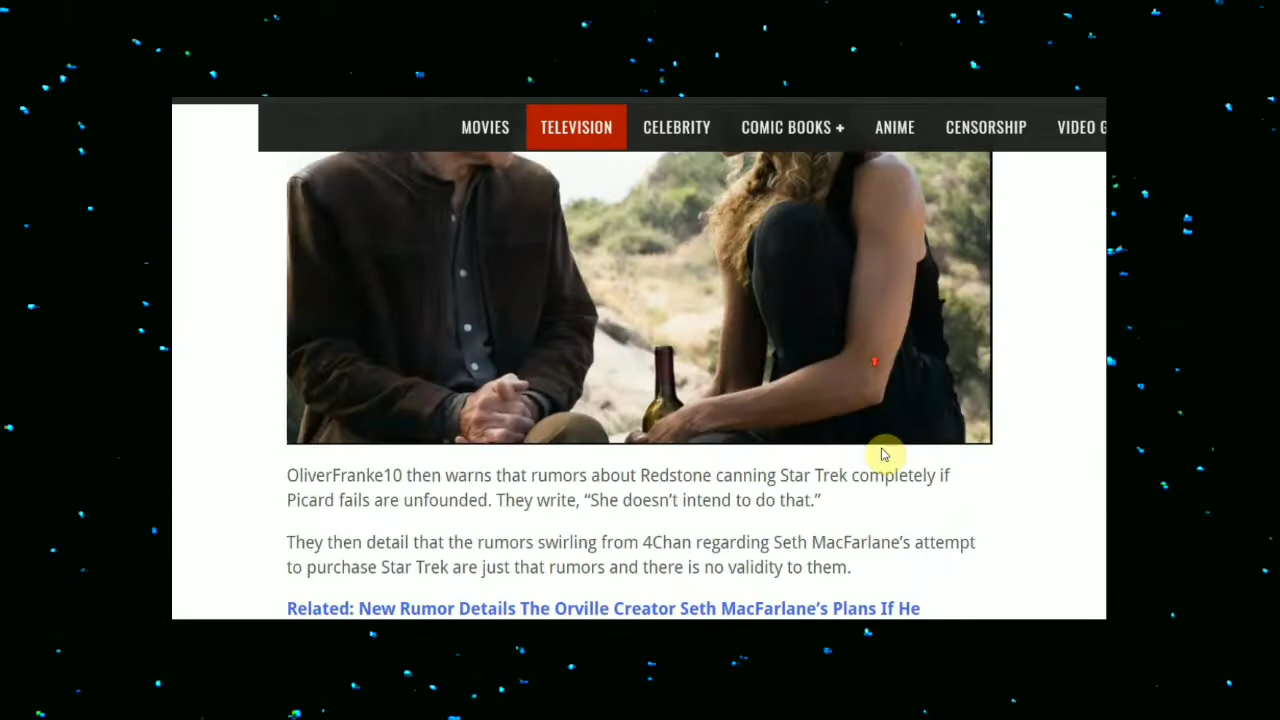 MOVIES TELEVISION CELEBRITY COMIC BOOKS + ANIME CENSORSHIP VIDEO G
OliverFranke10 then warns that rumors about Redstone canning Star Trek completely if
Picard fails are unfounded. They write, “She doesn’t intend to do that.”
They then detail that the rumors swirling from 4Chan regarding Seth MacFarlane’s attempt
to purchase Star Trek are just that rumors and there is no validity to them.
Related: New Rumor Details The Orville Creator Seth MacFarlane’s Plans If He